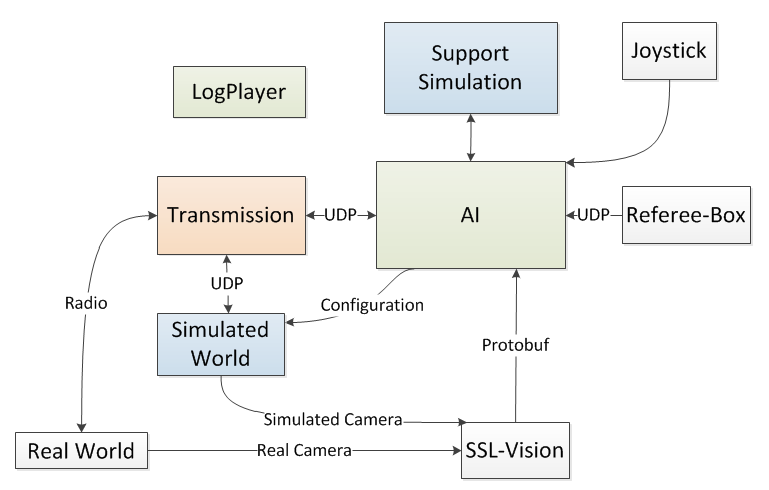 Support
Simulation
Joystick
LogPlayer
Transmission
UDP
AI
UDP
Referee-Box
UDP
Radio
Configuration
Simulated
World
Protobuf
Simulated Camera
Real World
Real Camera
SSL-Vision